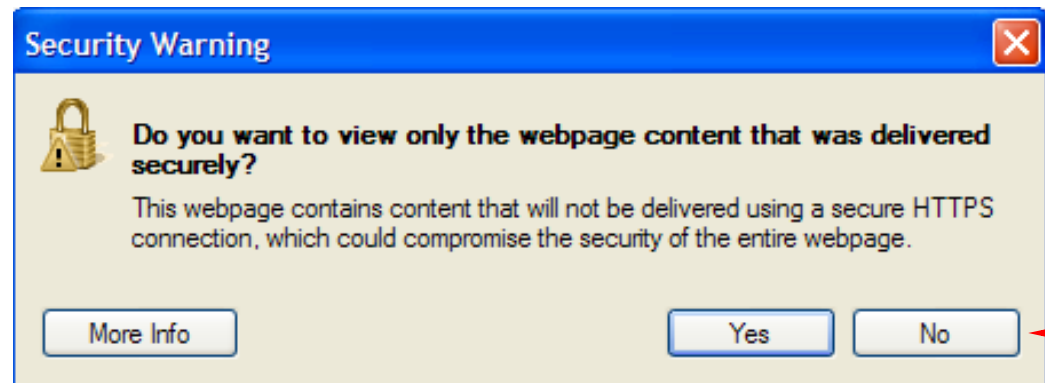 Security Warning
Do you want to view only the webpage content that was delivered
securely?
This webpage contains content that will not be delivered using a secure HTTPS
connection, which could compromise the security of the entire webpage.
More Info
Yes
No